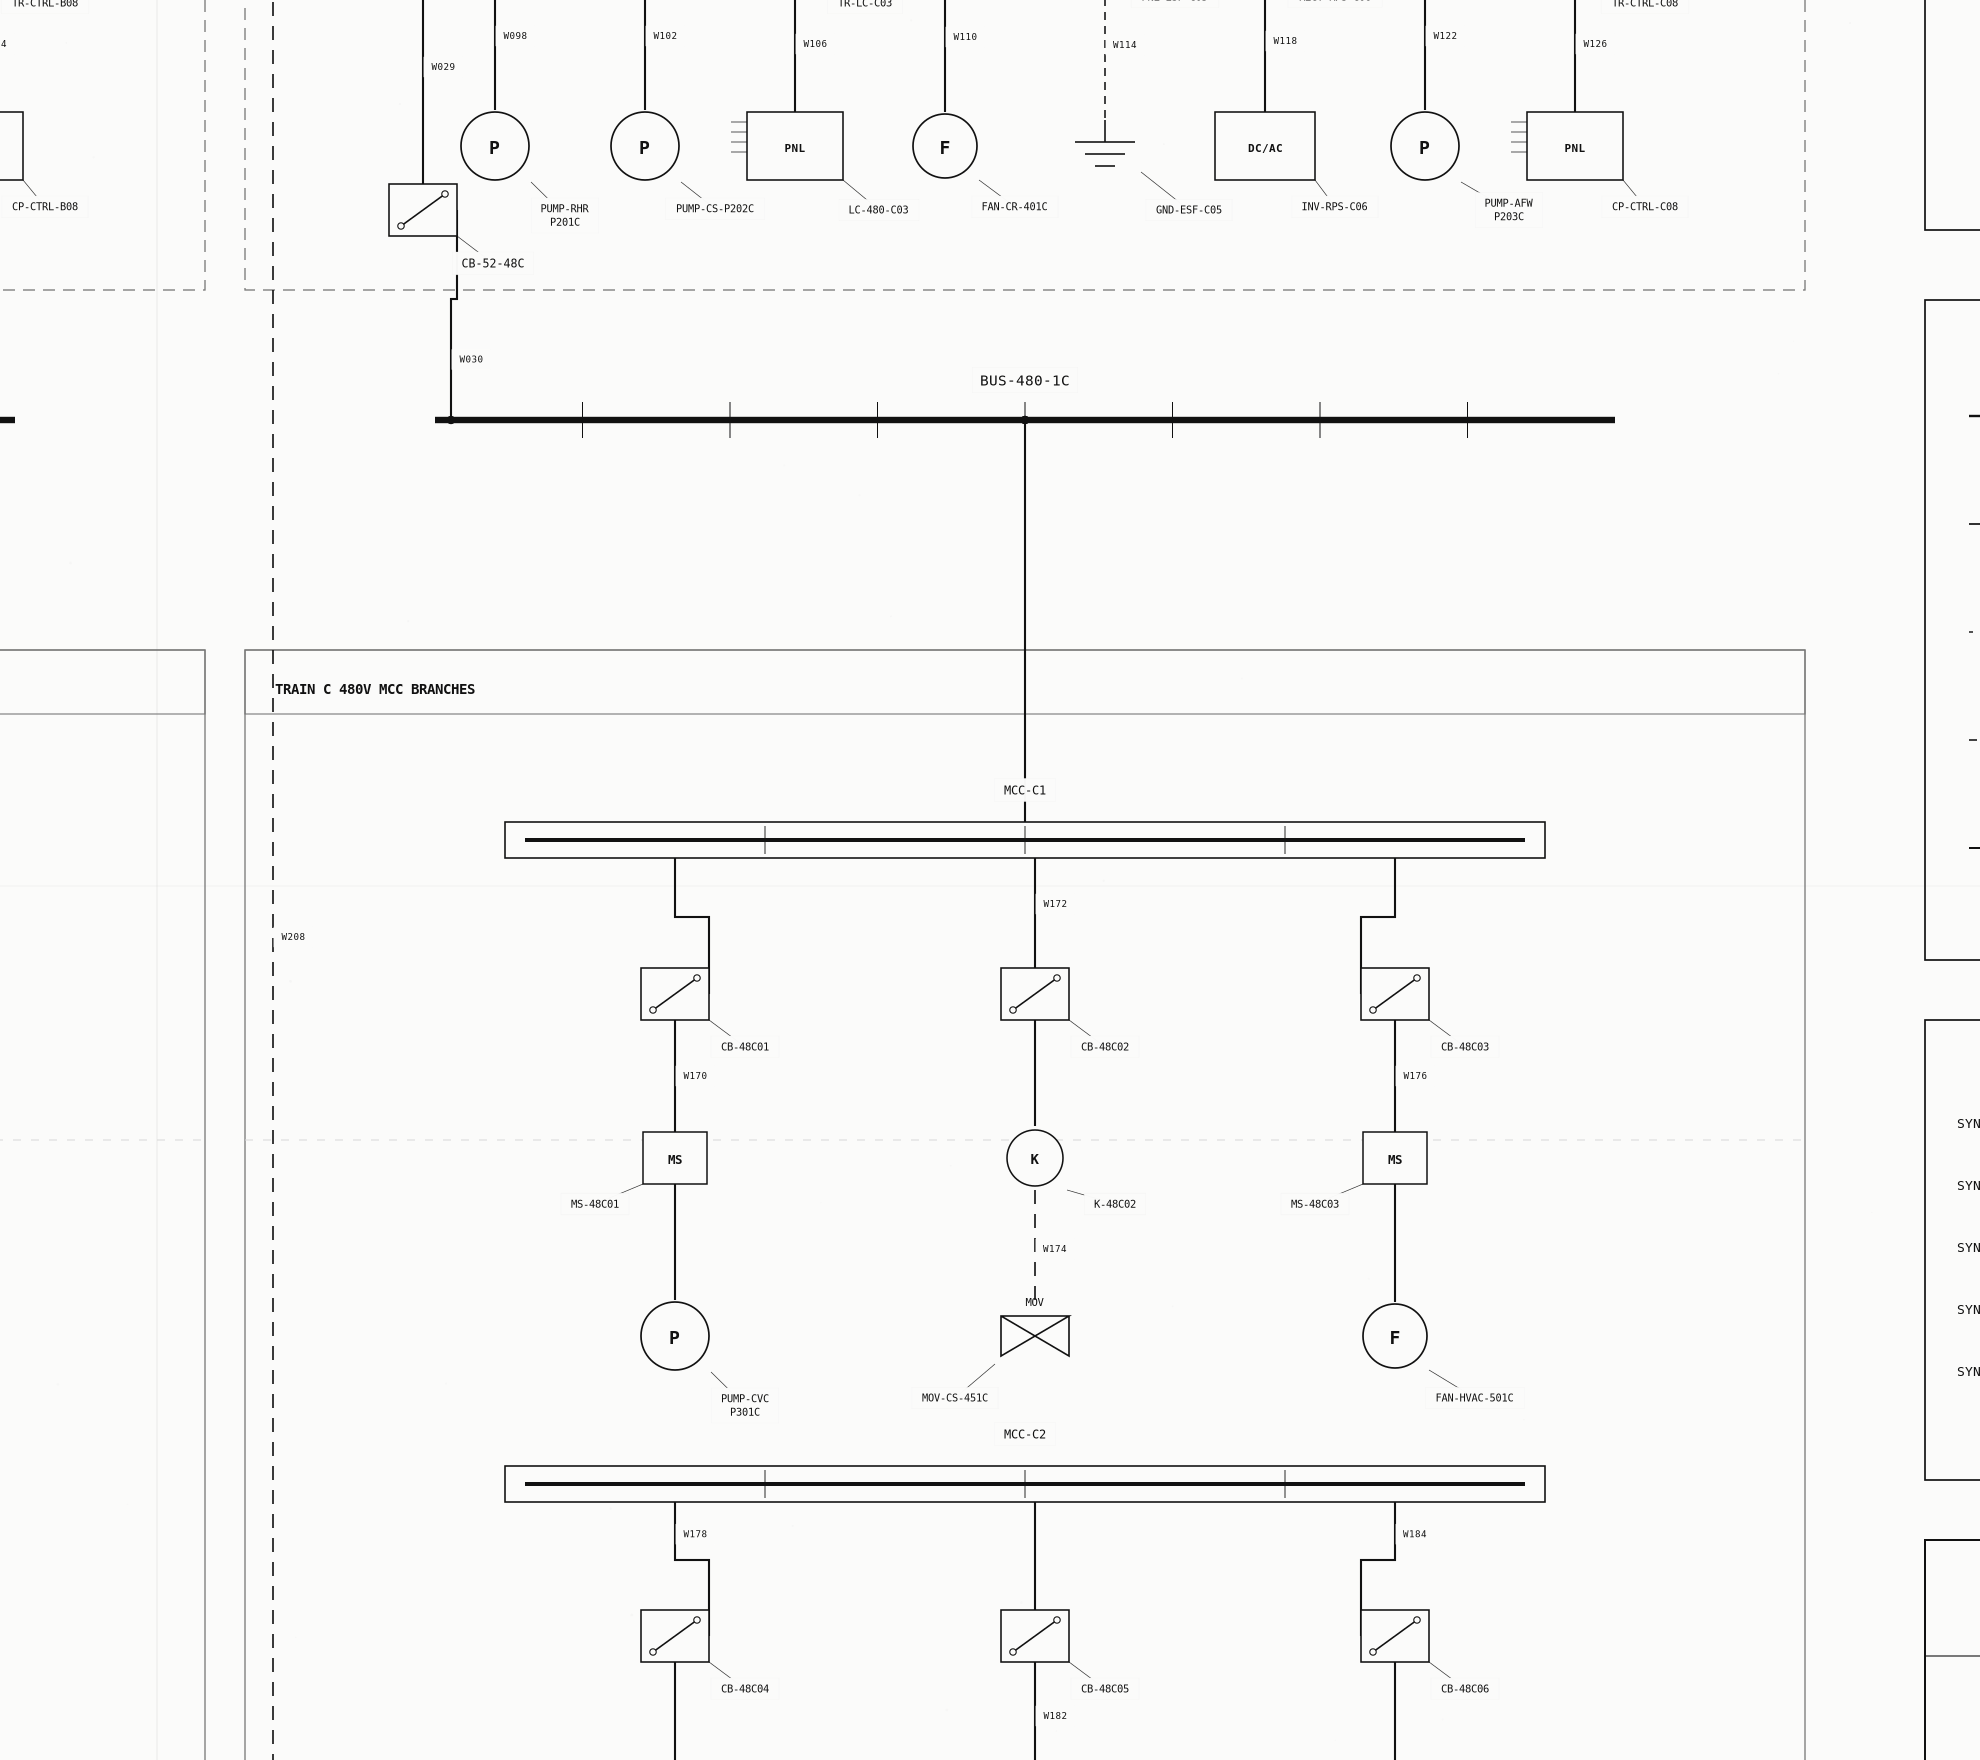 TR-CTRL-B08
TR-LC-C03
TR-CTRL-C08
W098
W102
W106
W110
W114
W118
W122
W126
4
W029
P
P
PNL
F
DC/AC
P
PNL
CP-CTRL-B08
PUMP-RHR
P201C
PUMP-CS-P202C
LC-480-C03
FAN-CR-401C
GND-ESF-C05
INV-RPS-C06
PUMP-AFW
P203C
CP-CTRL-C08
CB-52-48C
W030
BUS-480-1C
TRAIN C 480V MCC BRANCHES
MCC-C1
W172
W208
CB-48C01
CB-48C02
CB-48C03
W170
W176
SYN
MS
K
MS
SYN
MS-48C01
K-48C02
MS-48C03
W174
SYN
MOV
SYN
P
F
SYN
PUMP-CVC
P301C
MOV-CS-451C
FAN-HVAC-501C
MCC-C2
W178
W184
CB-48C04
CB-48C05
CB-48C06
W182